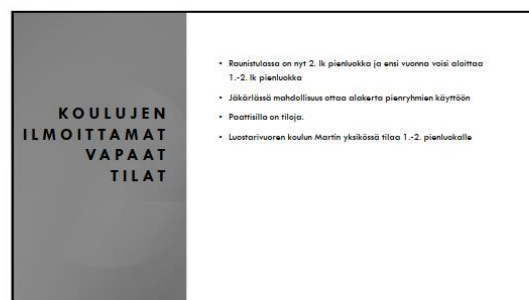 KOULUJEN
ILMOITTAMAT
VAPAAT
TILAT
• Raunistulassa on nyt 2. lk pienluokka ja ensi vuonna voisi aloittaa
1.-2. lk pienluokka
• Jäkärlässä mahdollisuus ottaa alakerta pienryhmien käyttöön
• Paattisilla on tiloja.
• Luostarivuoren koulun Martin yksikössä tilaa 1.-2. pienluokalle